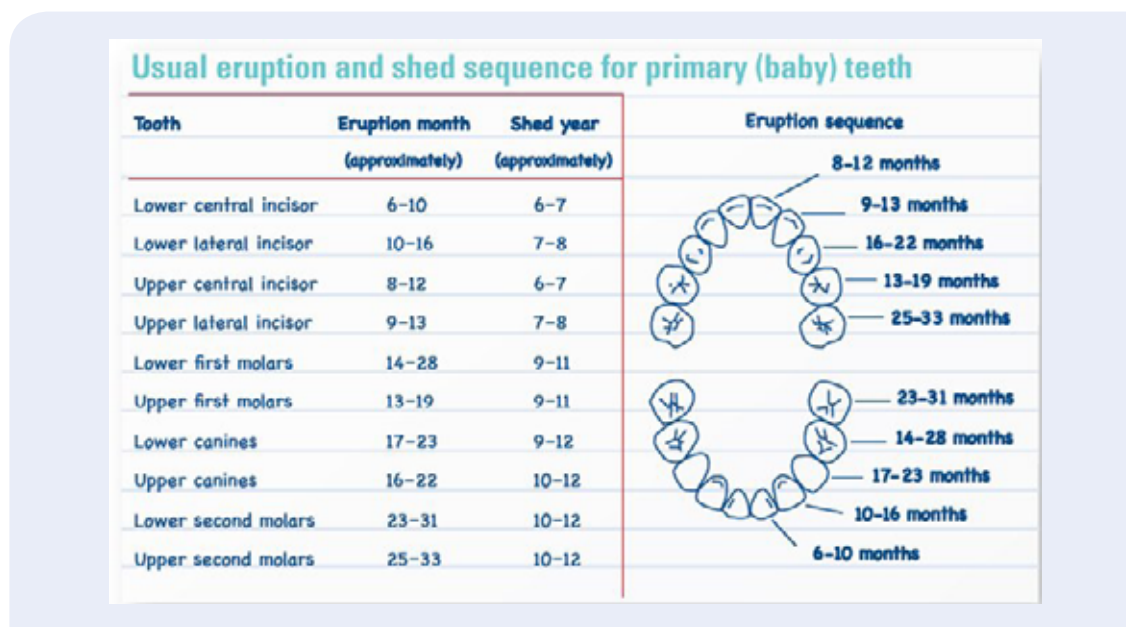 Usual eruption and shed sequence for primary (baby) teeth
Tooth Eruption month Shed year
(approximately) (approximately)
Lower central incisor 6-10 6-7
Lower lateral incisor 10-16 7-8
Upper central incisor 8-12 6-7
Upper lateral incisor 9-13 7-8
Lower first molars 14-28 9-11
Upper first molars 13-19 9-11
Lower canines 17-23 9-12
Upper canines 16-22 10-12
Lower second molars 23-31 10-12
Upper second molars 25-33 10-12
Eruption sequence
8-12 months
9-13 months
16-22 months
13-19 months
25-33 months
23-31 months
14-28 months
17-23 months
10-16 months
6-10 months